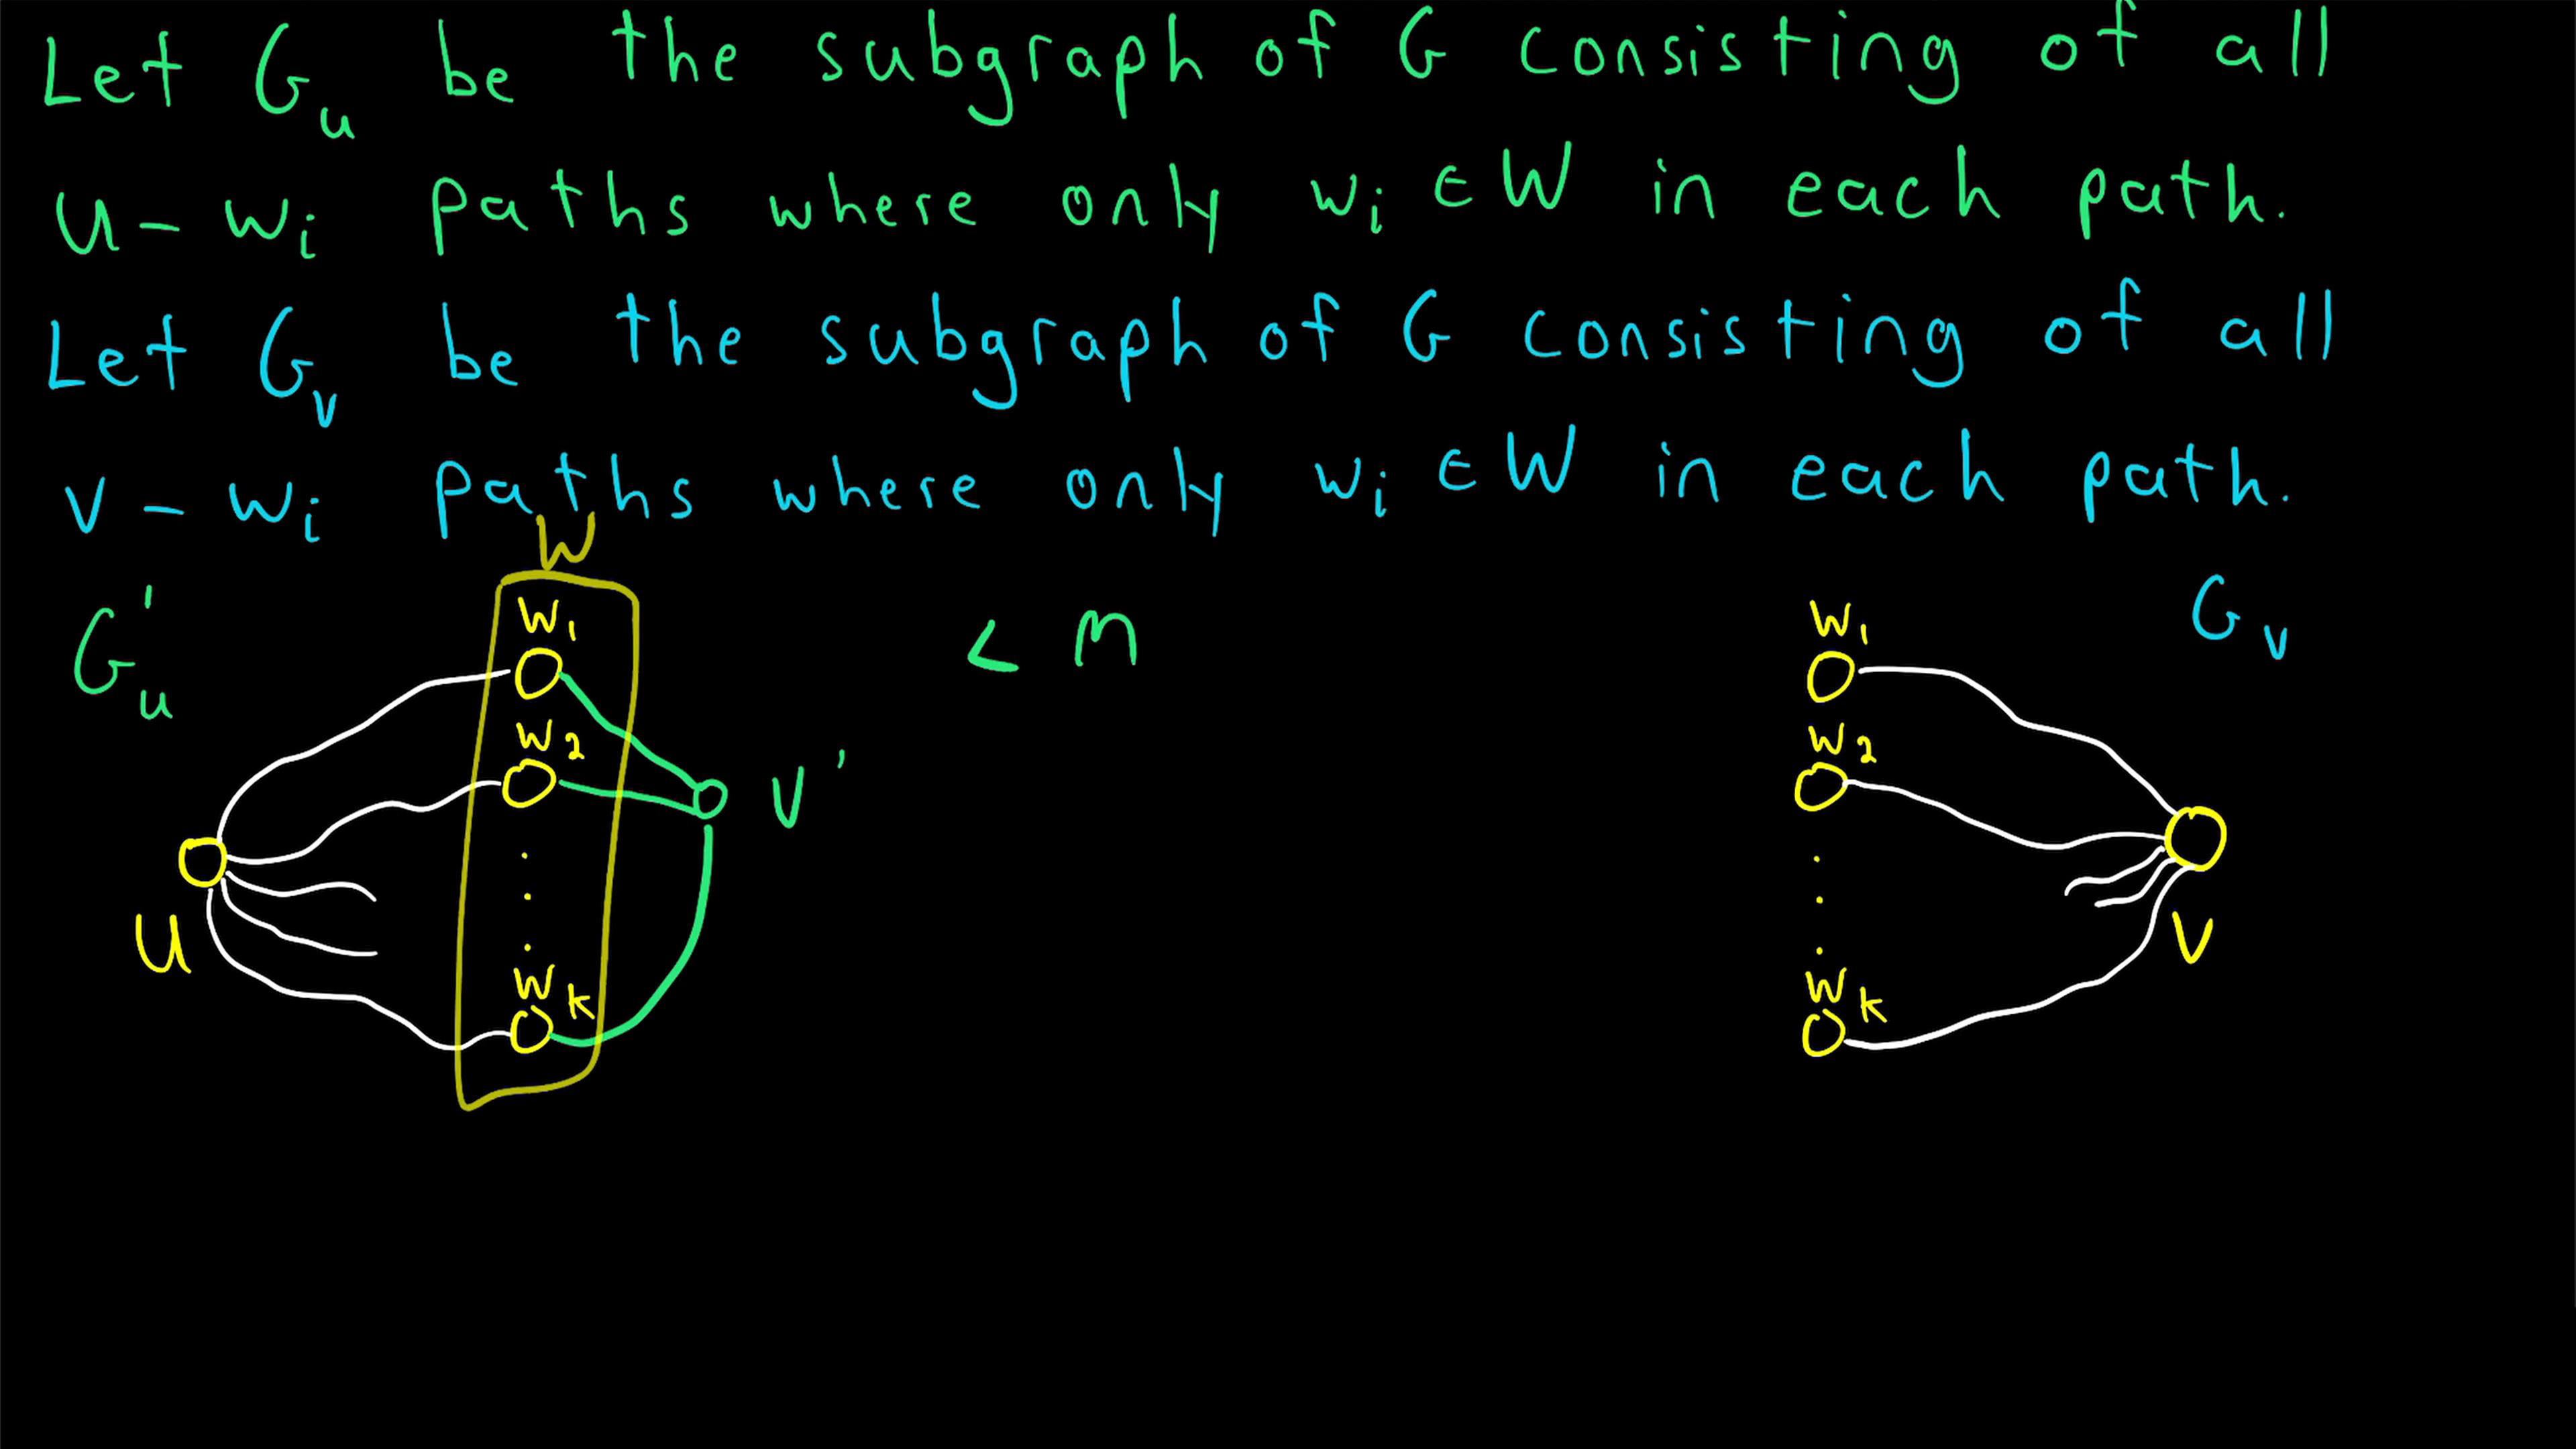 Let Gu be the subgraph of G consisting of all
u - wi paths where only wi ∈ W in each path.
Let Gv be the subgraph of G consisting of all
v - wi paths where only wi ∈ W in each path.
W
G'u
w1
w2
wk
u
v'
< m
w1
w2
wk
Gv
v